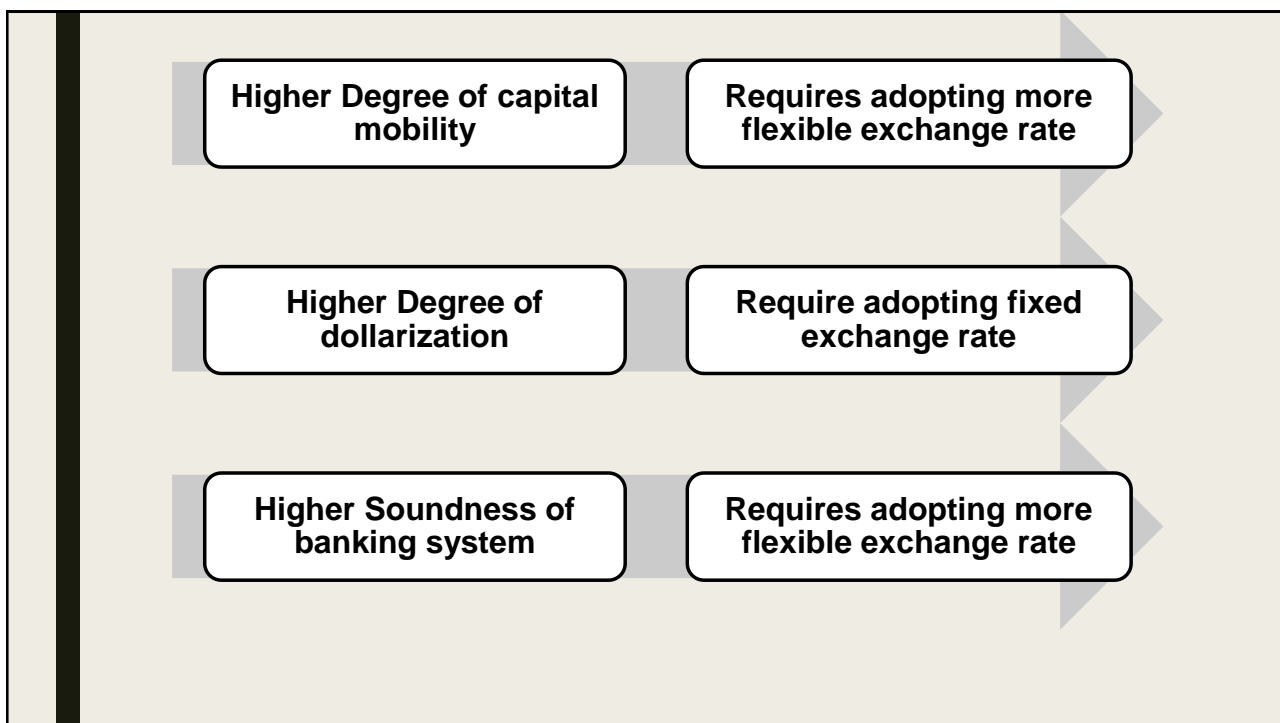 Higher Degree of capital
mobility
Requires adopting more
flexible exchange rate
Higher Degree of
dollarization
Require adopting fixed
exchange rate
Higher Soundness of
banking system
Requires adopting more
flexible exchange rate